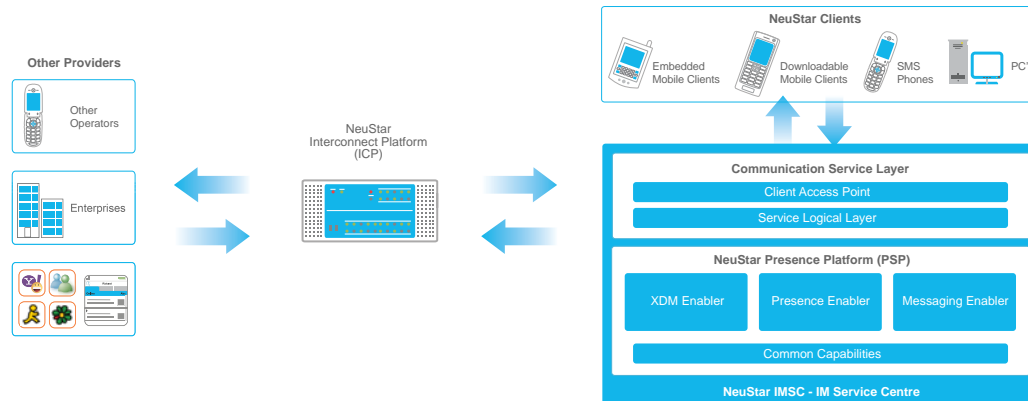 NeuStar Clients
Embedded
Mobile Clients
Downloadable
Mobile Clients
SMS
Phones
PC*
Other Providers
Other
Operators
Enterprises
NeuStar
Interconnect Platform
(ICP)
Communication Service Layer
Client Access Point
Service Logical Layer
NeuStar Presence Platform (PSP)
XDM Enabler
Presence Enabler
Messaging Enabler
Common Capabilities
NeuStar IMSC - IM Service Centre